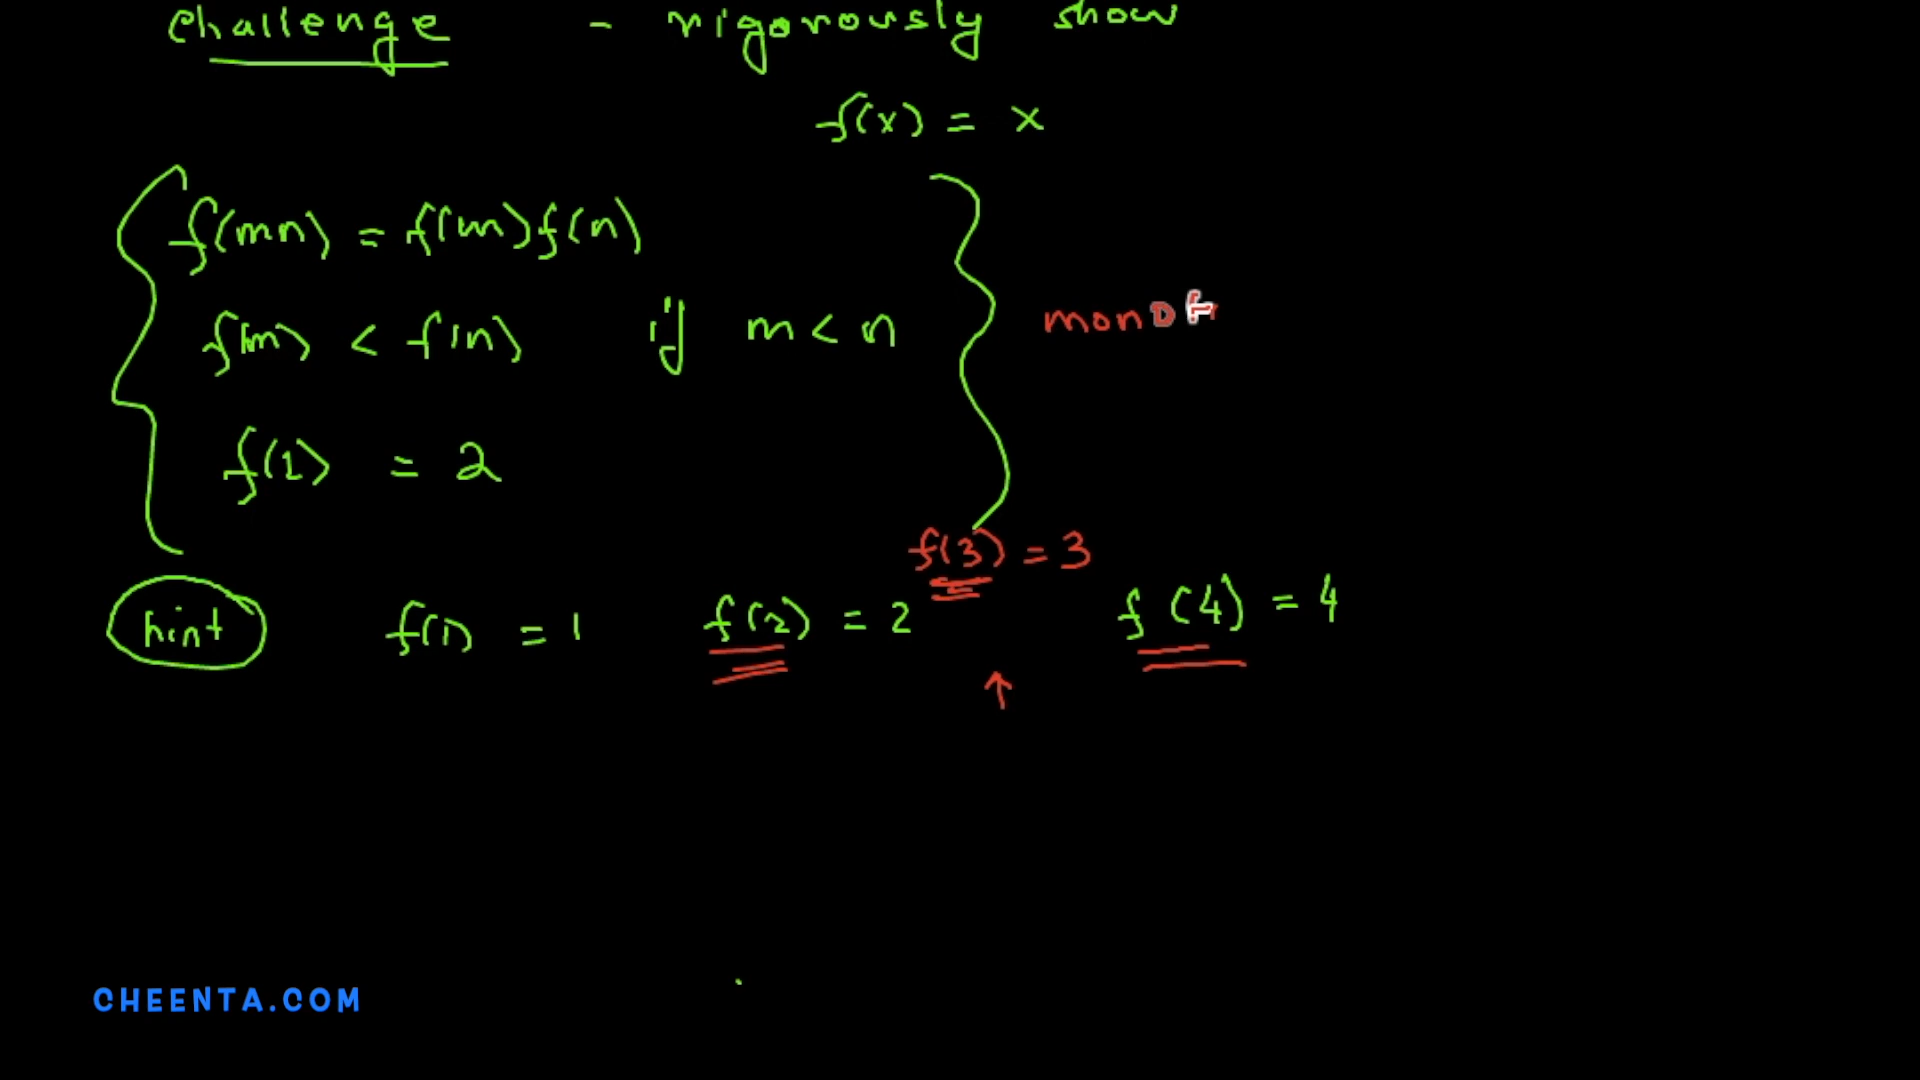 challenge - rigorously show
f(x) = x
f(mn) = f(m)f(n)
f(m) < f(n) if m < n
monot
f(2) = 2
f(3) = 3
hint f(1) = 1 f(2) = 2 f(4) = 4
CHEENTA.COM